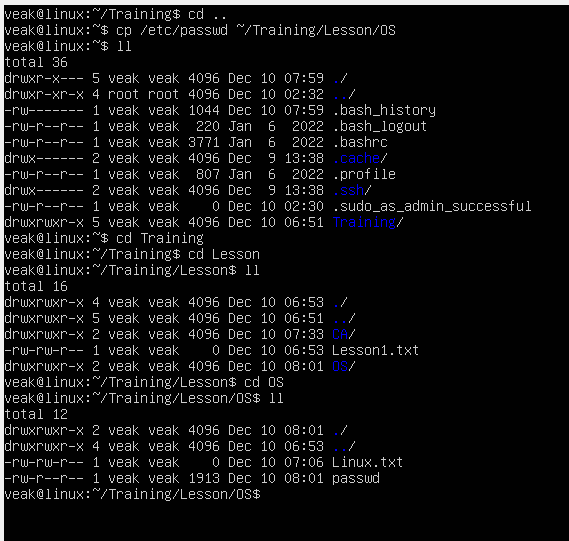 veak@linux:~/Training$ cd ..
veak@linux:~$ cp /etc/passwd ~/Training/Lesson/OS
veak@linux:~$ ll
total 36
drwxr-x--- 5 veak veak 4096 Dec 10 07:59 ./
drwxr-xr-x 4 root root 4096 Dec 10 02:32 ../
-rw------- 1 veak veak 1044 Dec 10 07:59 .bash_history
-rw-r--r-- 1 veak veak  220 Jan  6  2022 .bash_logout
-rw-r--r-- 1 veak veak 3771 Jan  6  2022 .bashrc
drwx------ 2 veak veak 4096 Dec  9 13:38 .cache/
-rw-r--r-- 1 veak veak  807 Jan  6  2022 .profile
drwx------ 2 veak veak 4096 Dec  9 13:38 .ssh/
-rw-r--r-- 1 veak veak    0 Dec 10 02:30 .sudo_as_admin_successful
drwxrwxr-x 5 veak veak 4096 Dec 10 06:51 Training/
veak@linux:~$ cd Training
veak@linux:~/Training$ cd Lesson
veak@linux:~/Training/Lesson$ ll
total 16
drwxrwxr-x 4 veak veak 4096 Dec 10 06:53 ./
drwxrwxr-x 5 veak veak 4096 Dec 10 06:51 ../
drwxrwxr-x 2 veak veak 4096 Dec 10 07:33 CA/
-rw-rw-r-- 1 veak veak    0 Dec 10 06:53 Lesson1.txt
drwxrwxr-x 2 veak veak 4096 Dec 10 08:01 OS/
veak@linux:~/Training/Lesson$ cd OS
veak@linux:~/Training/Lesson/OS$ ll
total 12
drwxrwxr-x 2 veak veak 4096 Dec 10 08:01 ./
drwxrwxr-x 4 veak veak 4096 Dec 10 06:53 ../
-rw-rw-r-- 1 veak veak    0 Dec 10 07:06 Linux.txt
-rw-r--r-- 1 veak veak 1913 Dec 10 08:01 passwd
veak@linux:~/Training/Lesson/OS$